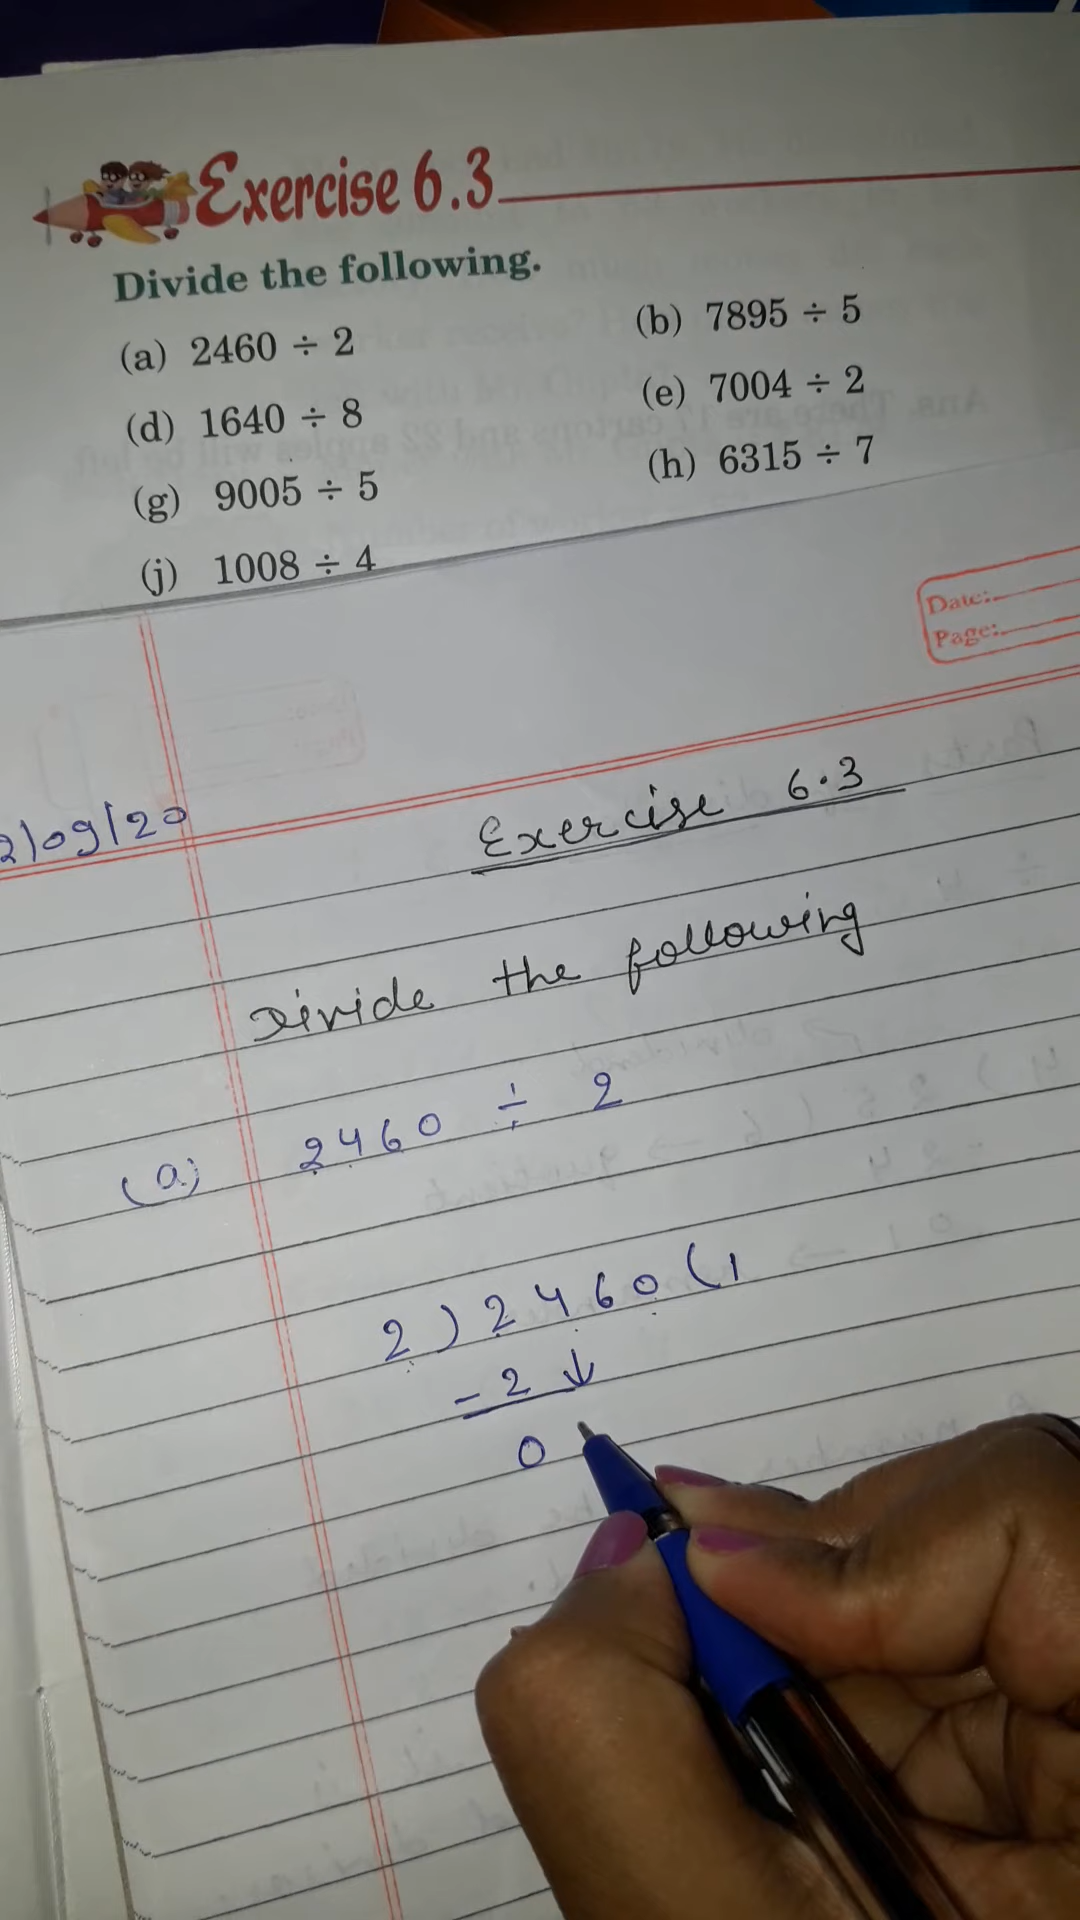 Exercise 6.3
Divide the following.
(a) 2460 ÷ 2 (b) 7895 ÷ 5
(d) 1640 ÷ 8 (e) 7004 ÷ 2
(g) 9005 ÷ 5 (h) 6315 ÷ 7
(j) 1008 ÷ 4
Date:
Page:
2/09/20
Exercise 6.3
Divide the following
(a) 2460 ÷ 2
2 ) 2460 ( 1
- 2 ↓
0